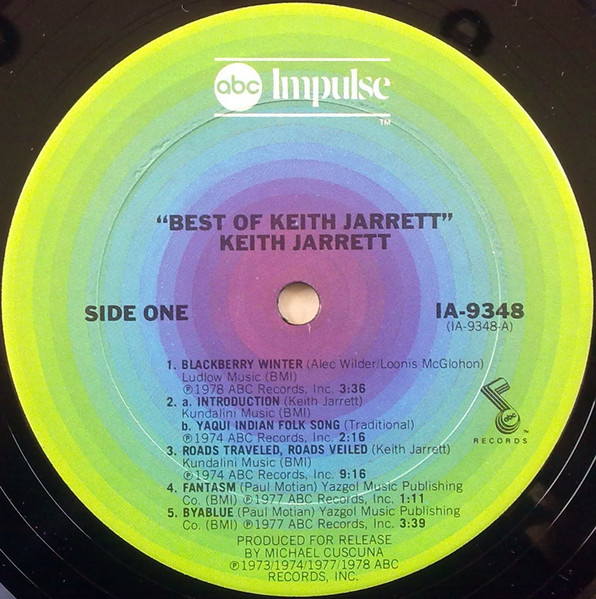 abc Impulse
TM
"BEST OF KEITH JARRETT"
KEITH JARRETT
SIDE ONE
IA-9348
(IA-9348-A)
1. BLACKBERRY WINTER (Alec Wilder/Loonis McGlohon)
Ludlow Music (BMI)
℗1978 ABC Records, Inc. 3:36
2. a. INTRODUCTION (Keith Jarrett)
Kundalini Music (BMI)
b. YAQUI INDIAN FOLK SONG (Traditional)
℗1974 ABC Records, Inc. 2:16
3. ROADS TRAVELED, ROADS VEILED (Keith Jarrett)
Kundalini Music (BMI)
℗1974 ABC Records, Inc. 9:16
4. FANTASM (Paul Motian) Yazgol Music Publishing
Co. (BMI) ℗1977 ABC Records, Inc. 1:11
5. BYABLUE (Paul Motian) Yazgol Music Publishing
Co. (BMI) ℗1977 ABC Records, Inc. 3:39
abc
TM
RECORDS
PRODUCED FOR RELEASE
BY MICHAEL CUSCUNA
℗1973/1974/1977/1978 ABC
RECORDS, INC.